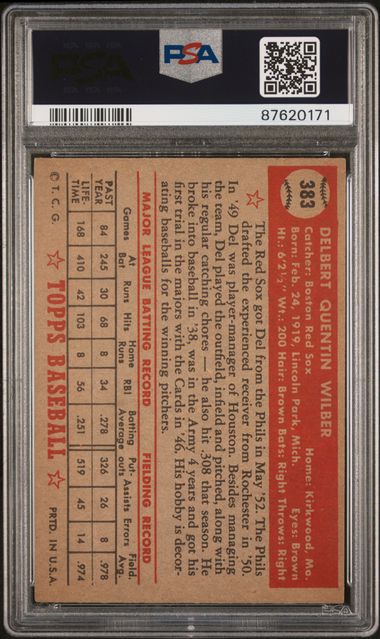 PSA
PSA
87620171
383
DELBERT QUENTIN WILBER
Catcher: Boston Red Sox Home: Kirkwood, Mo.
Born: Feb. 24, 1919, Lincoln Park, Mich. Eyes: Brown
Ht.: 6'2½" Wt.: 200 Hair: Brown Bats: Right Throws: Right
The Red Sox got Del from the Phils in May '52. The Phils
drafted the experienced receiver from Rochester in '50.
In '49 Del was player-manager of Houston. Besides managing
the team, Del played the outfield, infield and pitched, along with
his regular catching chores — he also hit .308 that season. He
broke into baseball in '38, was in the Army 4 years and got his
first trial in the majors with the Cards in '46. His hobby is decor-
ating baseballs for the winning pitchers.
MAJOR LEAGUE BATTING RECORD FIELDING RECORD
Games At Bat Runs Hits Home Runs RBI Batting Average Put-outs Assists Errors Field. Avg.
PAST YEAR 84 245 30 68 8 34 .278 326 26 8 .978
LIFE-TIME 168 410 42 103 8 56 .251 519 45 14 .974
© T. C. G. TOPPS BASEBALL PRTD. IN U.S.A.
PSA